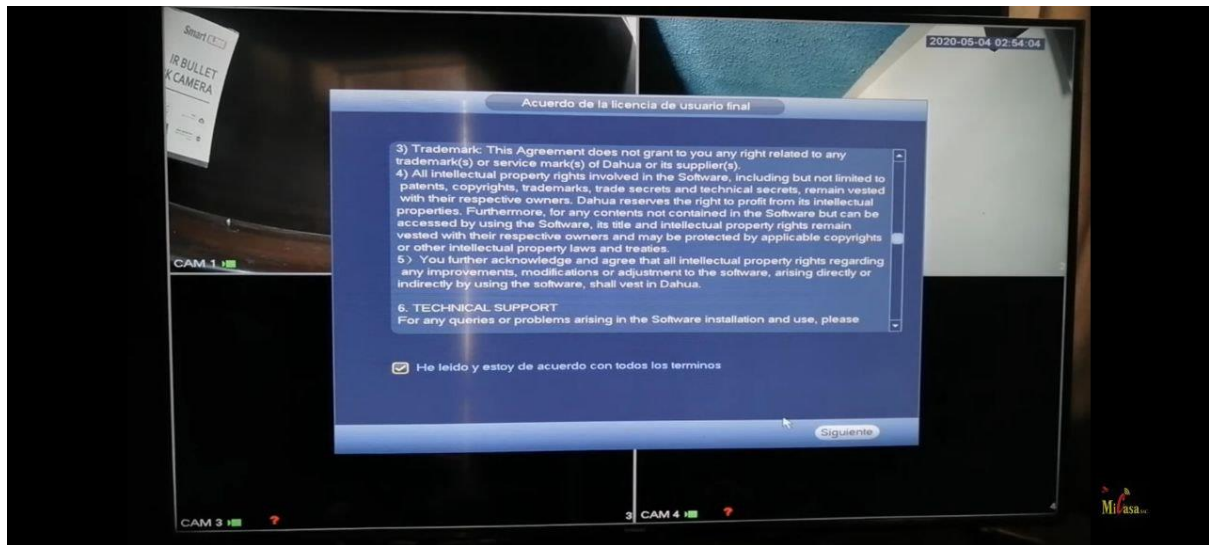 Smart
IR BULLET
K CAMERA
2020-05-04 02:54:04
Acuerdo de la licencia de usuario final
3) Trademark: This Agreement does not grant to you any right related to any
trademark(s) or service mark(s) of Dahua or its supplier(s).
4) All intellectual property rights involved in the Software, including but not limited to
patents, copyrights, trademarks, trade secrets and technical secrets, remain vested
with their respective owners. Dahua reserves the right to profit from its intellectual
properties. Furthermore, for any contents not contained in the Software but can be
accessed by using the Software, its title and intellectual property rights remain
vested with their respective owners and may be protected by applicable copyrights
or other intellectual property laws and treaties.
5) You further acknowledge and agree that all intellectual property rights regarding
any improvements, modifications or adjustment to the software, arising directly or
indirectly by using the software, shall vest in Dahua.
6. TECHNICAL SUPPORT
For any queries or problems arising in the Software installation and use, please
He leido y estoy de acuerdo con todos los terminos
Siguiente
CAM 1
2
CAM 3 ?
3
CAM 4 ?
4
MiCasa